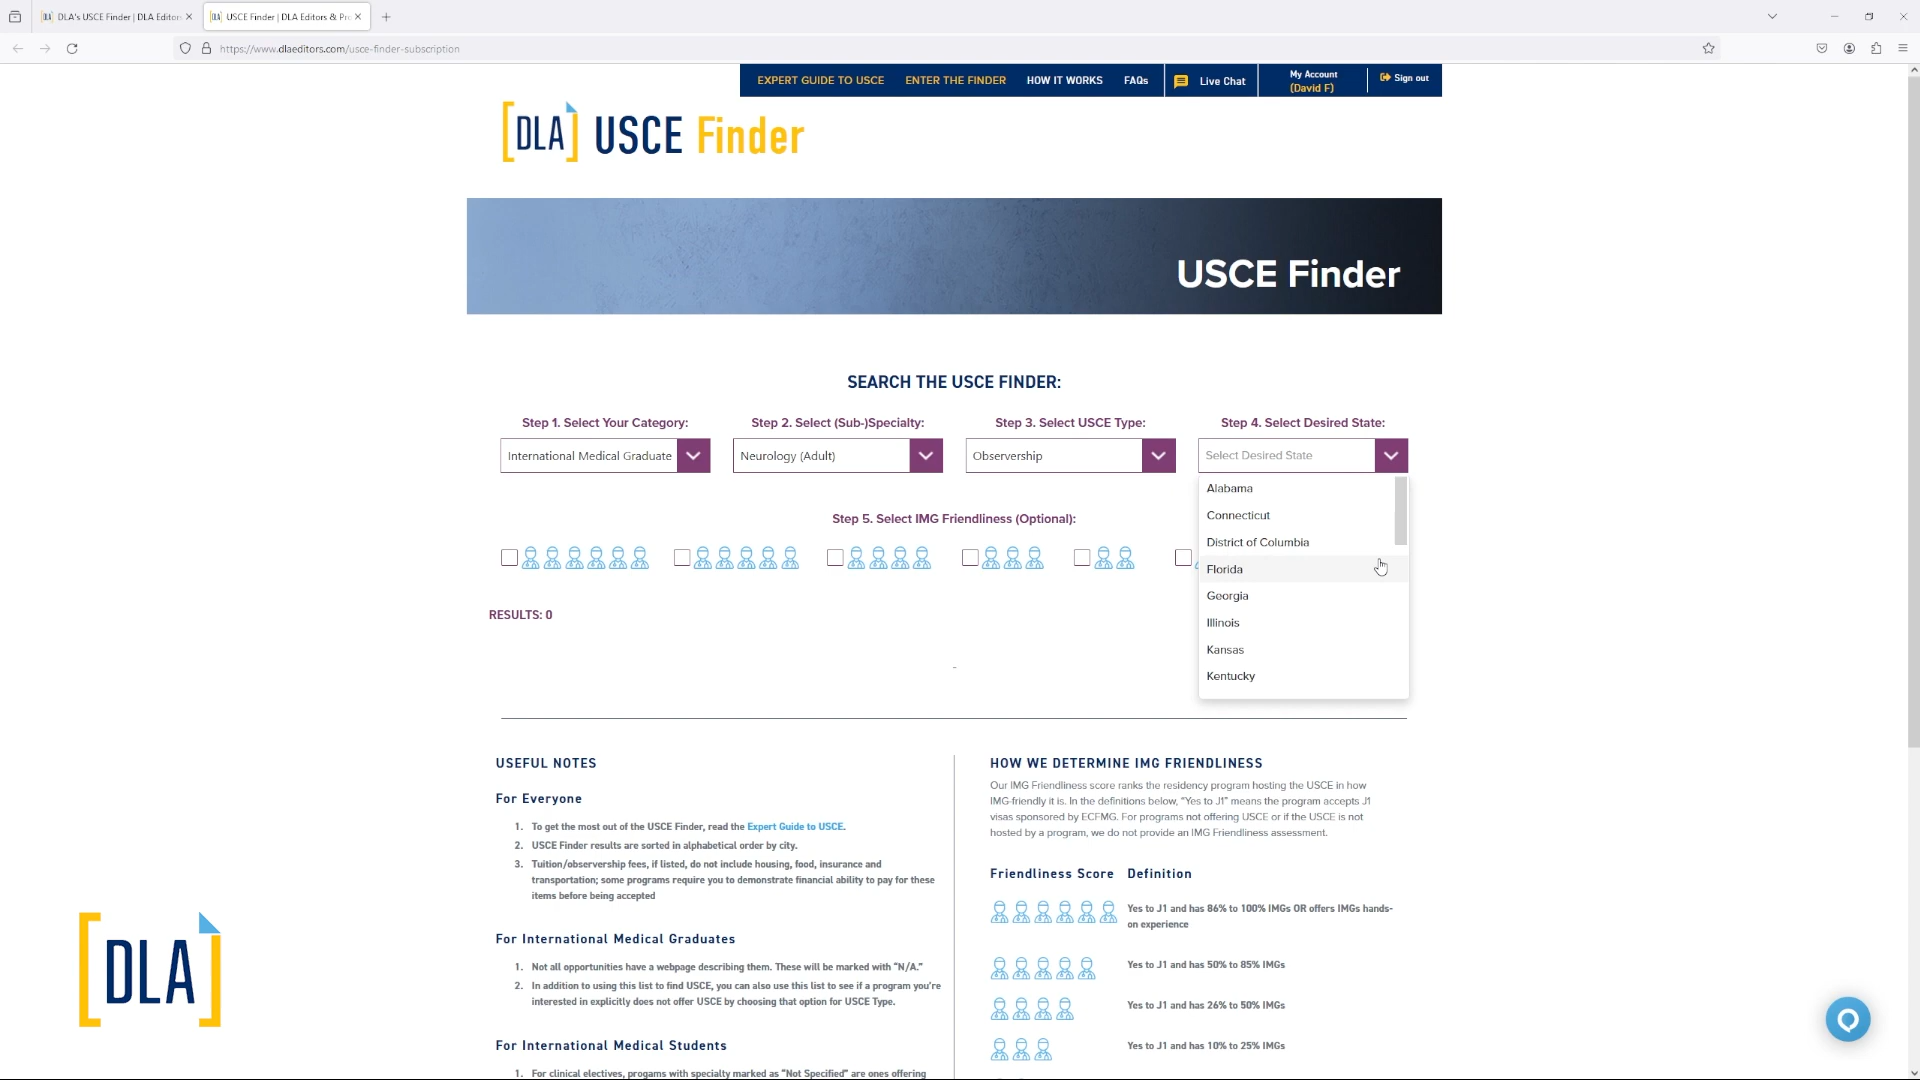 DLA's USCE Finder | DLA Editor
USCE Finder | DLA Editors & Pr
https://www.dlaeditors.com/usce-finder-subscription
EXPERT GUIDE TO USCE
ENTER THE FINDER
HOW IT WORKS
FAQs
Live Chat
My Account
(David F)
Sign out
[DLA] USCE Finder
USCE Finder
SEARCH THE USCE FINDER:
Step 1. Select Your Category:
Step 2. Select (Sub-)Specialty:
Step 3. Select USCE Type:
Step 4. Select Desired State:
International Medical Graduate
Neurology (Adult)
Observership
Select Desired State
Alabama
Connecticut
District of Columbia
Florida
Georgia
Illinois
Kansas
Kentucky
Step 5. Select IMG Friendliness (Optional):
RESULTS: 0
-
USEFUL NOTES
For Everyone
1. To get the most out of the USCE Finder, read the Expert Guide to USCE.
2. USCE Finder results are sorted in alphabetical order by city.
3. Tuition/observership fees, if listed, do not include housing, food, insurance and
transportation; some programs require you to demonstrate financial ability to pay for these
items before being accepted
For International Medical Graduates
1. Not all opportunities have a webpage describing them. These will be marked with "N/A."
2. In addition to using this list to find USCE, you can also use this list to see if a program you're
interested in explicitly does not offer USCE by choosing that option for USCE Type.
For International Medical Students
1. For clinical electives, progams with specialty marked as "Not Specified" are ones offering
HOW WE DETERMINE IMG FRIENDLINESS
Our IMG Friendliness score ranks the residency program hosting the USCE in how
IMG-friendly it is. In the definitions below, "Yes to J1" means the program accepts J1
visas sponsored by ECFMG. For programs not offering USCE or if the USCE is not
hosted by a program, we do not provide an IMG Friendliness assessment.
Friendliness Score Definition
Yes to J1 and has 86% to 100% IMGs OR offers IMGs hands-
on experience
Yes to J1 and has 50% to 85% IMGs
Yes to J1 and has 26% to 50% IMGs
Yes to J1 and has 10% to 25% IMGs
[DLA]